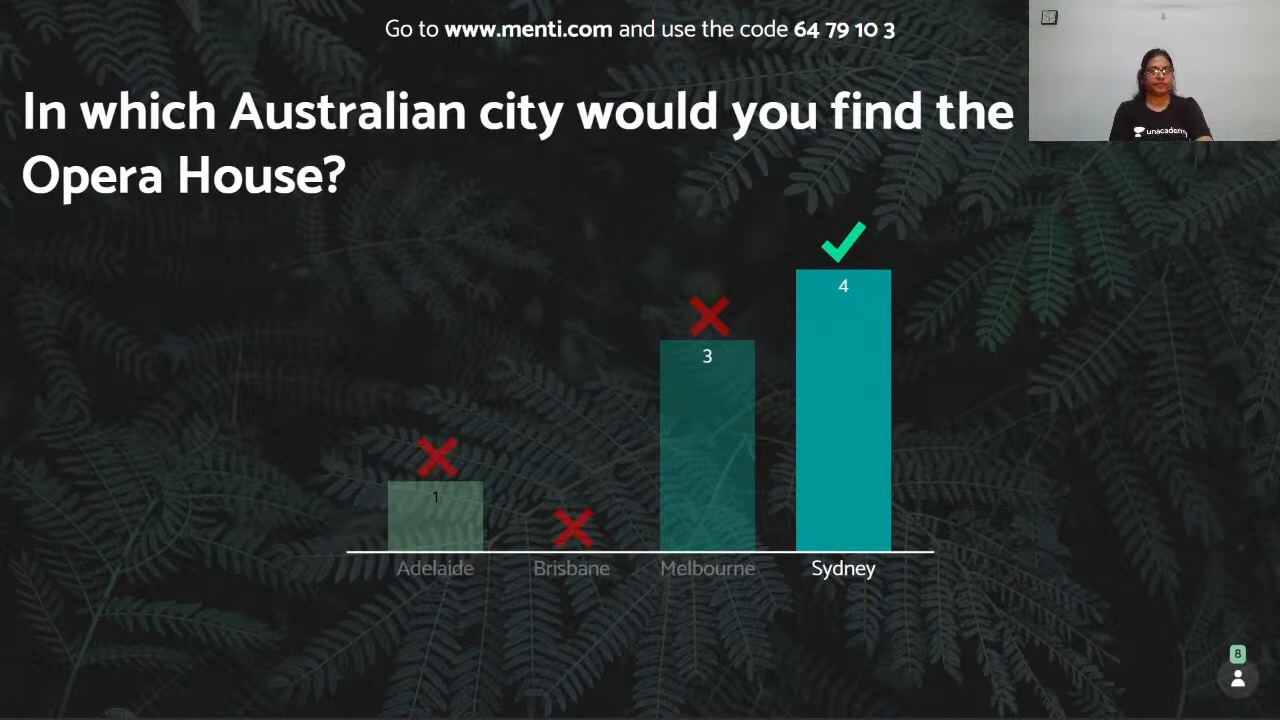 Go to www.menti.com and use the code 64 79 10 3
In which Australian city would you find the
Opera House?
unacademy
4
3
1
Adelaide Brisbane Melbourne Sydney
8